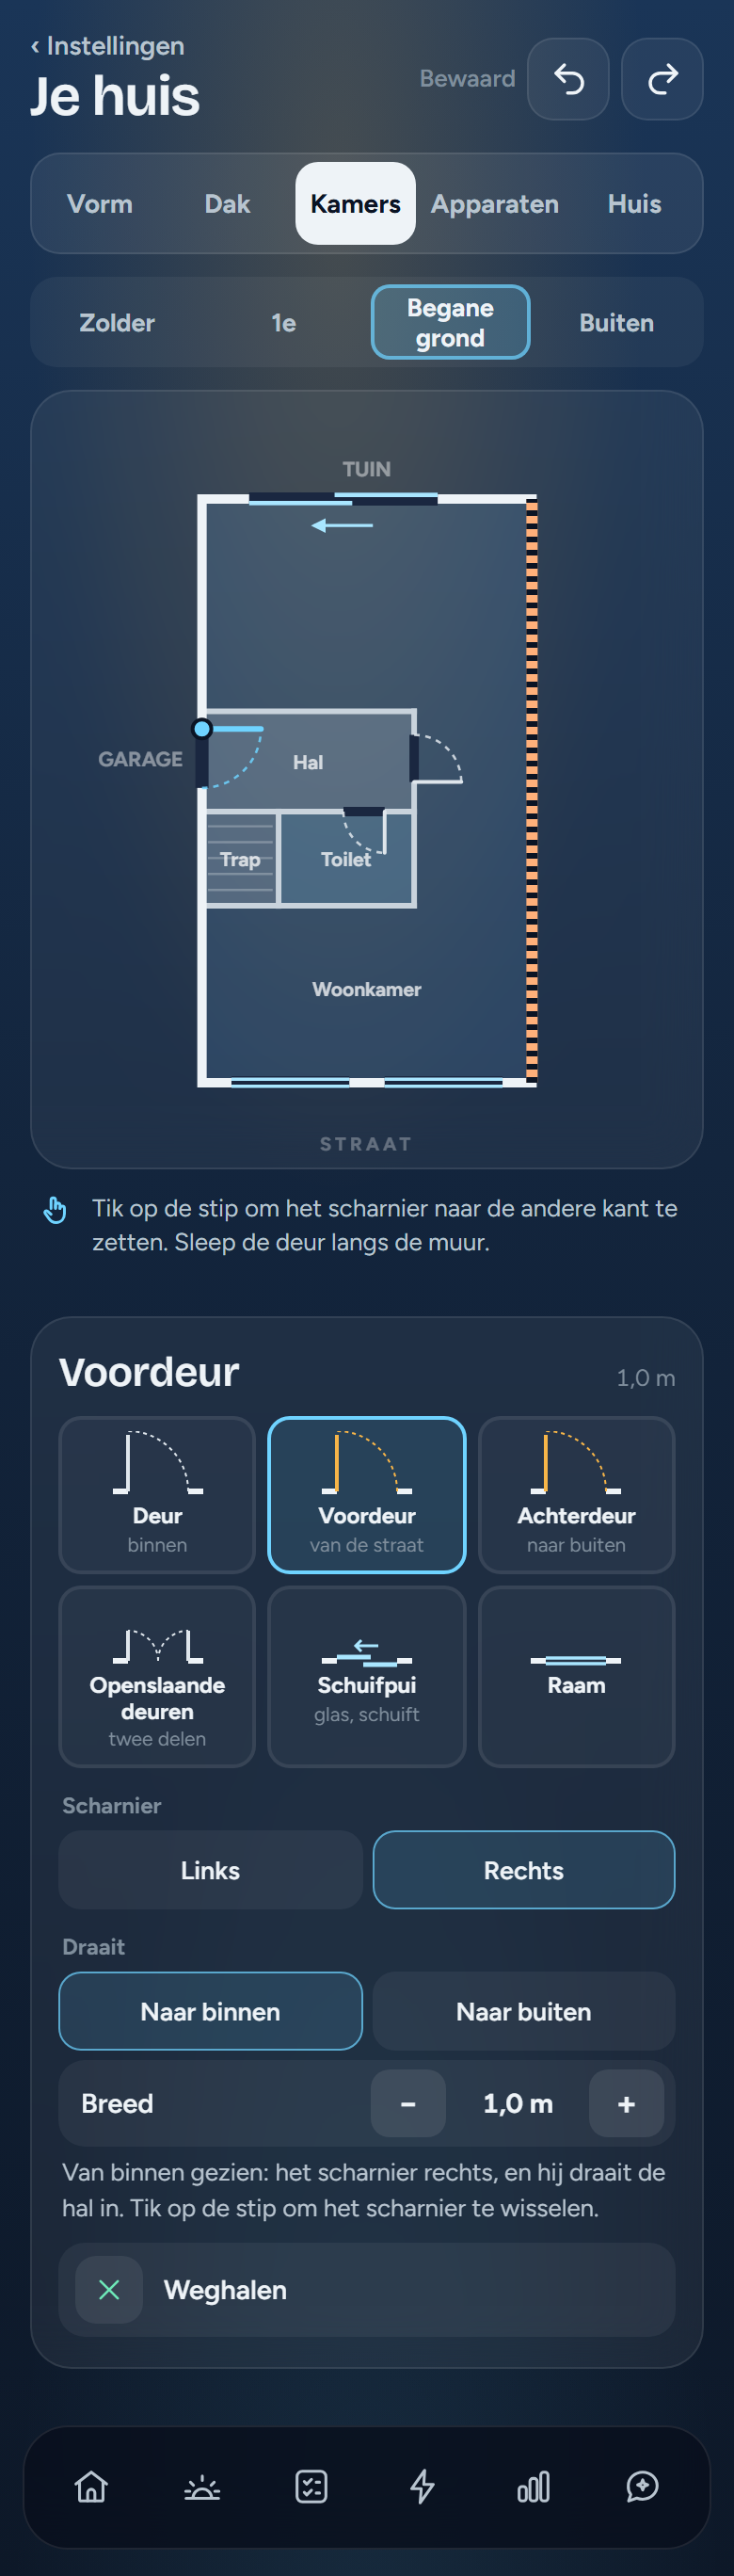 ‹ Instellingen
Je huis
Bewaard
Vorm
Dak
Kamers
Apparaten
Huis
Zolder
1e
Begane
grond
Buiten
TUIN
GARAGE
Hal
Trap
Toilet
Woonkamer
STRAAT
Tik op de stip om het scharnier naar de andere kant te
zetten. Sleep de deur langs de muur.
Voordeur
1,0 m
Deur
binnen
Voordeur
van de straat
Achterdeur
naar buiten
Openslaande
deuren
twee delen
Schuifpui
glas, schuift
Raam
Scharnier
Links
Rechts
Draait
Naar binnen
Naar buiten
Breed
−
1,0 m
+
Van binnen gezien: het scharnier rechts, en hij draait de
hal in. Tik op de stip om het scharnier te wisselen.
Weghalen